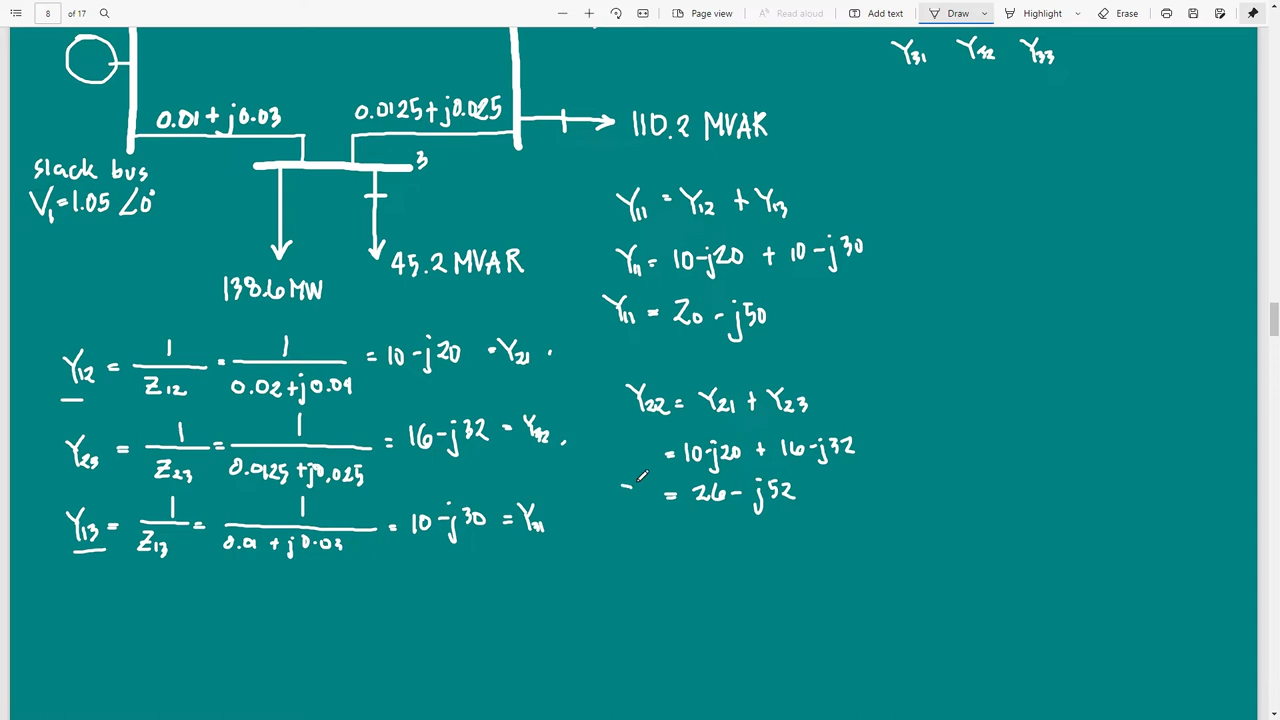 8 of 17 Page view Read aloud Add text Draw Highlight Erase
Y31 Y32 Y33
0.01 + j0.03
0.0125 + j0.025
110.2 MVAR
3
slack bus
V1 = 1.05 ∠0°
45.2 MVAR
138.6 MW
Y11 = Y12 + Y13
Y11 = 10 - j20 + 10 - j30
Y11 = 20 - j50
Y12 = 1/Z12 = 1/(0.02 + j0.04) = 10 - j20 = Y21
Y23 = 1/Z23 = 1/(0.0125 + j0.025) = 16 - j32 = Y32
Y13 = 1/Z13 = 1/(0.01 + j0.03) = 10 - j30 = Y31
Y22 = Y21 + Y23
= 10 - j20 + 16 - j32
= 26 - j52